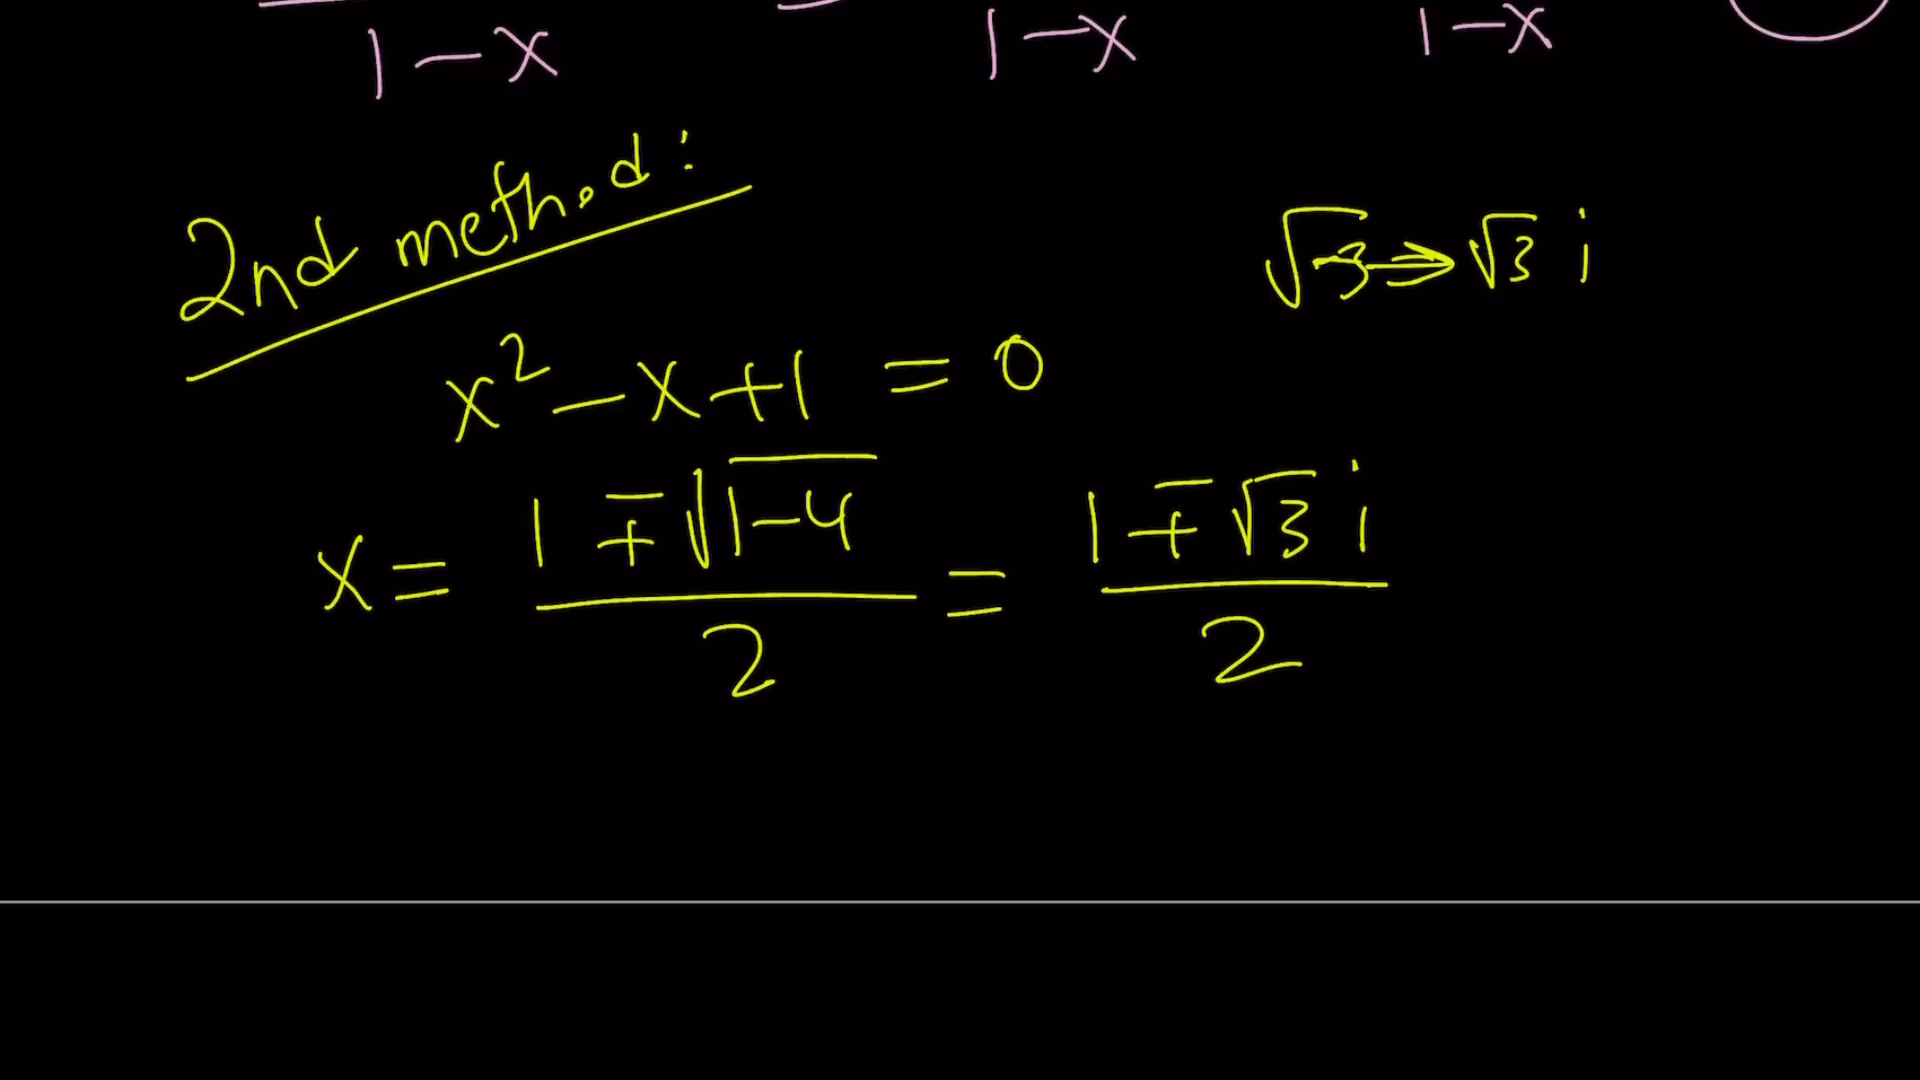 1-x 1-x 1-x
2nd method:
√-3 → √3 i
x² - x + 1 = 0
x = (1 ∓ √(1-4))/2 = (1 ∓ √3 i)/2